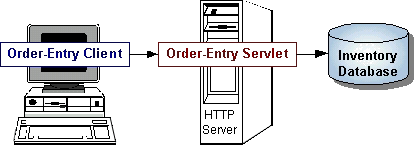 Order-Entry Client
Order-Entry Servlet
HTTP
Server
Inventory
Database